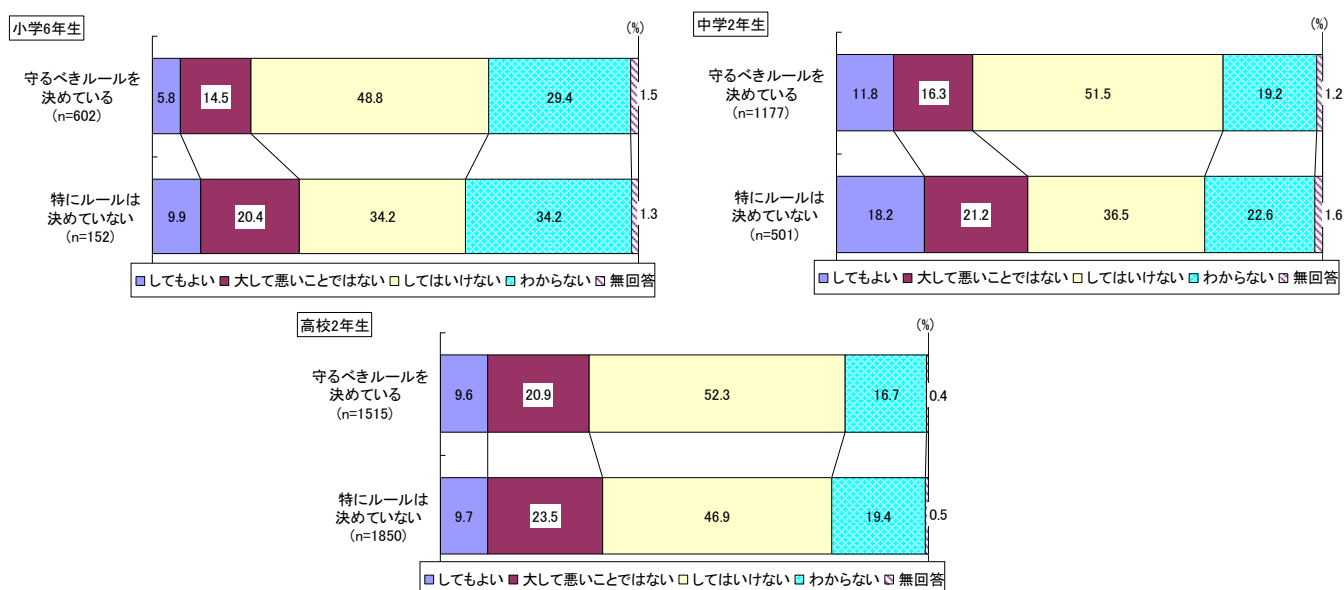 小学6年生
(%)
守るべきルールを
決めている
(n=602)
5.8 14.5 48.8 29.4 1.5
特にルールは
決めていない
(n=152)
9.9 20.4 34.2 34.2 1.3
してもよい 大して悪いことではない してはいけない わからない 無回答
中学2年生
(%)
守るべきルールを
決めている
(n=1177)
11.8 16.3 51.5 19.2 1.2
特にルールは
決めていない
(n=501)
18.2 21.2 36.5 22.6 1.6
してもよい 大して悪いことではない してはいけない わからない 無回答
高校2年生
(%)
守るべきルールを
決めている
(n=1515)
9.6 20.9 52.3 16.7 0.4
特にルールは
決めていない
(n=1850)
9.7 23.5 46.9 19.4 0.5
してもよい 大して悪いことではない してはいけない わからない 無回答